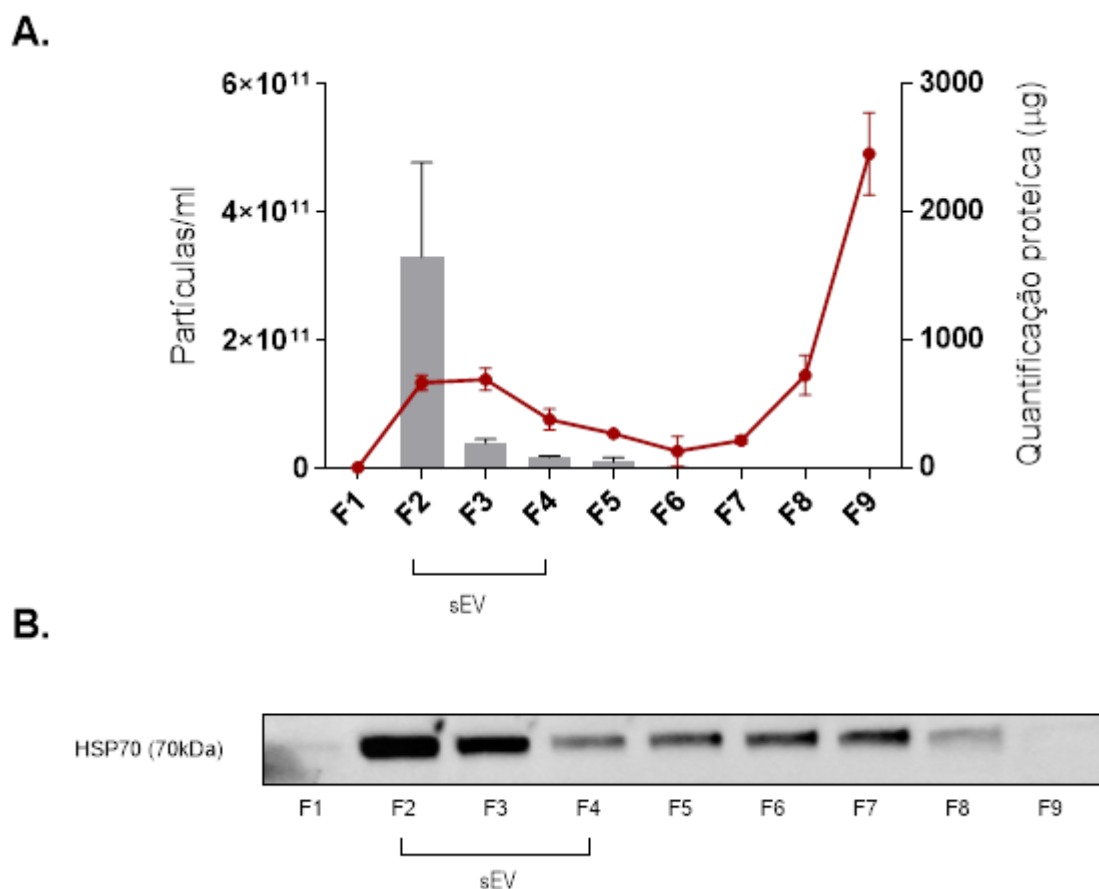 A.
6×10¹¹
4×10¹¹
2×10¹¹
0
Partículas/ml
3000
2000
1000
0
Quantificação proteíca (µg)
F1 F2 F3 F4 F5 F6 F7 F8 F9
sEV
B.
HSP70 (70kDa)
F1 F2 F3 F4 F5 F6 F7 F8 F9
sEV